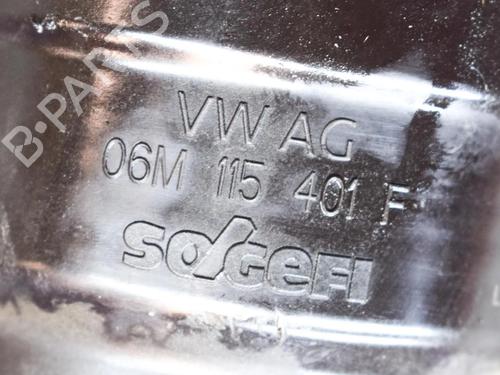 B-PARTS
VW AG
06M 115 401 F
SOGEFI